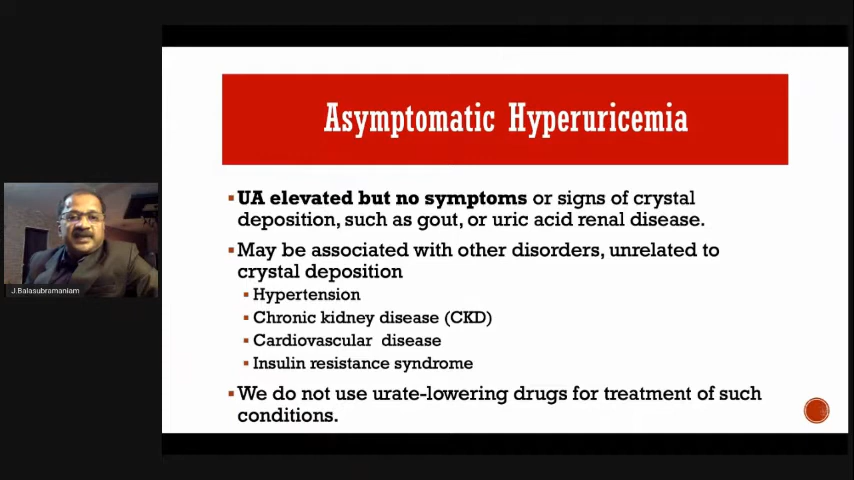 Asymptomatic Hyperuricemia
UA elevated but no symptoms or signs of crystal
deposition, such as gout, or uric acid renal disease.
May be associated with other disorders, unrelated to
crystal deposition
Hypertension
Chronic kidney disease (CKD)
Cardiovascular disease
Insulin resistance syndrome
We do not use urate-lowering drugs for treatment of such
conditions.
J.Balasubramaniam